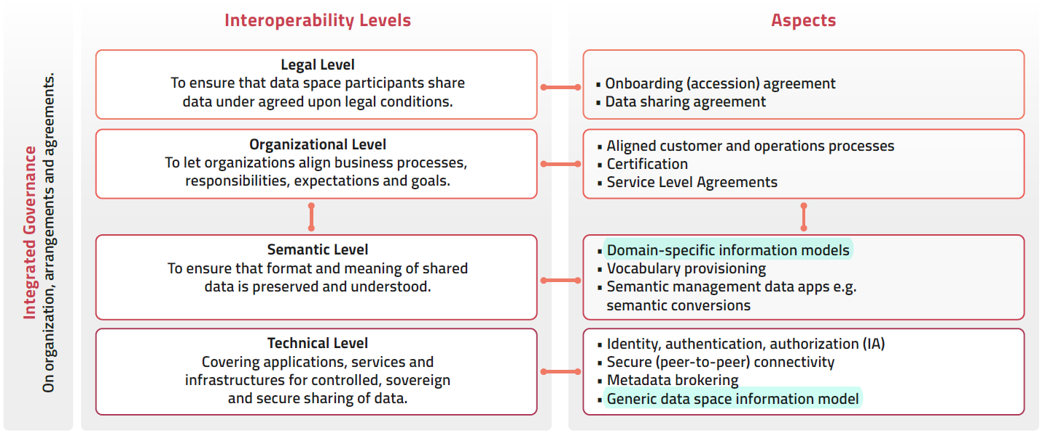 Interoperability Levels
Aspects
Integrated Governance
On organization, arrangements and agreements.
Legal Level
To ensure that data space participants share
data under agreed upon legal conditions.
▪ Onboarding (accession) agreement
▪ Data sharing agreement
Organizational Level
To let organizations align business processes,
responsibilities, expectations and goals.
▪ Aligned customer and operations processes
▪ Certification
▪ Service Level Agreements
Semantic Level
To ensure that format and meaning of shared
data is preserved and understood.
▪ Domain-specific information models
▪ Vocabulary provisioning
▪ Semantic management data apps e.g.
semantic conversions
Technical Level
Covering applications, services and
infrastructures for controlled, sovereign
and secure sharing of data.
▪ Identity, authentication, authorization (IA)
▪ Secure (peer-to-peer) connectivity
▪ Metadata brokering
▪ Generic data space information model